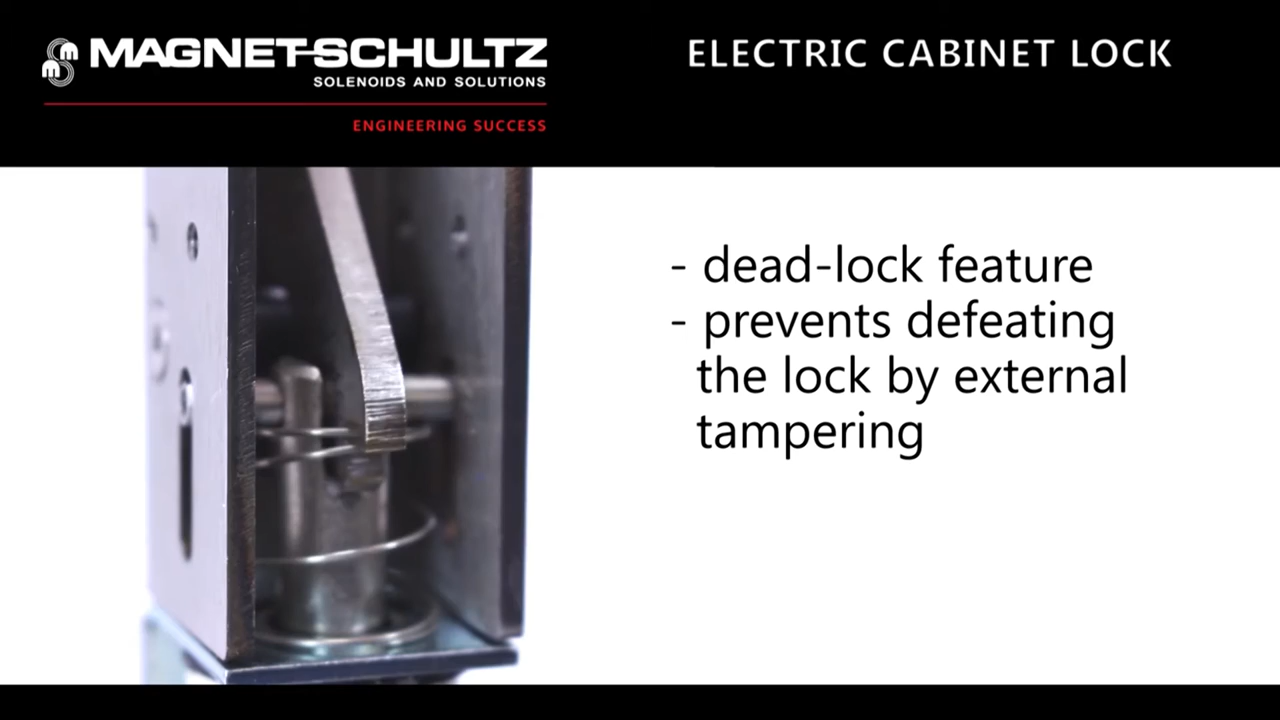 MAGNET-SCHULTZ
SOLENOIDS AND SOLUTIONS
ENGINEERING SUCCESS
ELECTRIC CABINET LOCK
- dead-lock feature
- prevents defeating
the lock by external
tampering